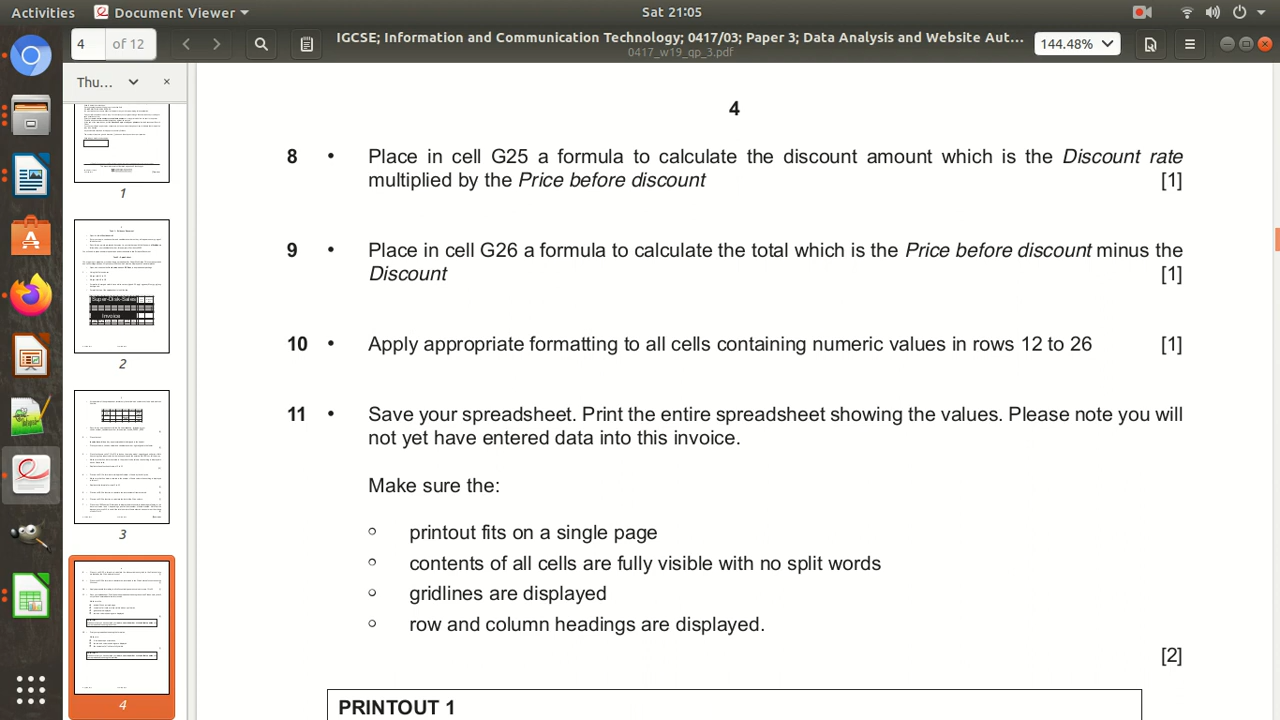 Activities Document Viewer Sat 21:05
4 of 12 IGCSE; Information and Communication Technology; 0417/03; Paper 3; Data Analysis and Website Aut... 144.48%
0417_w19_qp_3.pdf
Thu... ×
1
2
3
4
Super-Disk-Sales
Invoice
4
8 • Place in cell G25 a formula to calculate the discount amount which is the Discount rate
multiplied by the Price before discount [1]
9 • Place in cell G26 a formula to calculate the total which is the Price before discount minus the
Discount [1]
10 • Apply appropriate formatting to all cells containing numeric values in rows 12 to 26 [1]
11 • Save your spreadsheet. Print the entire spreadsheet showing the values. Please note you will
not yet have entered data into this invoice.
Make sure the:
○ printout fits on a single page
○ contents of all cells are fully visible with no split words
○ gridlines are displayed
○ row and column headings are displayed.
[2]
PRINTOUT 1